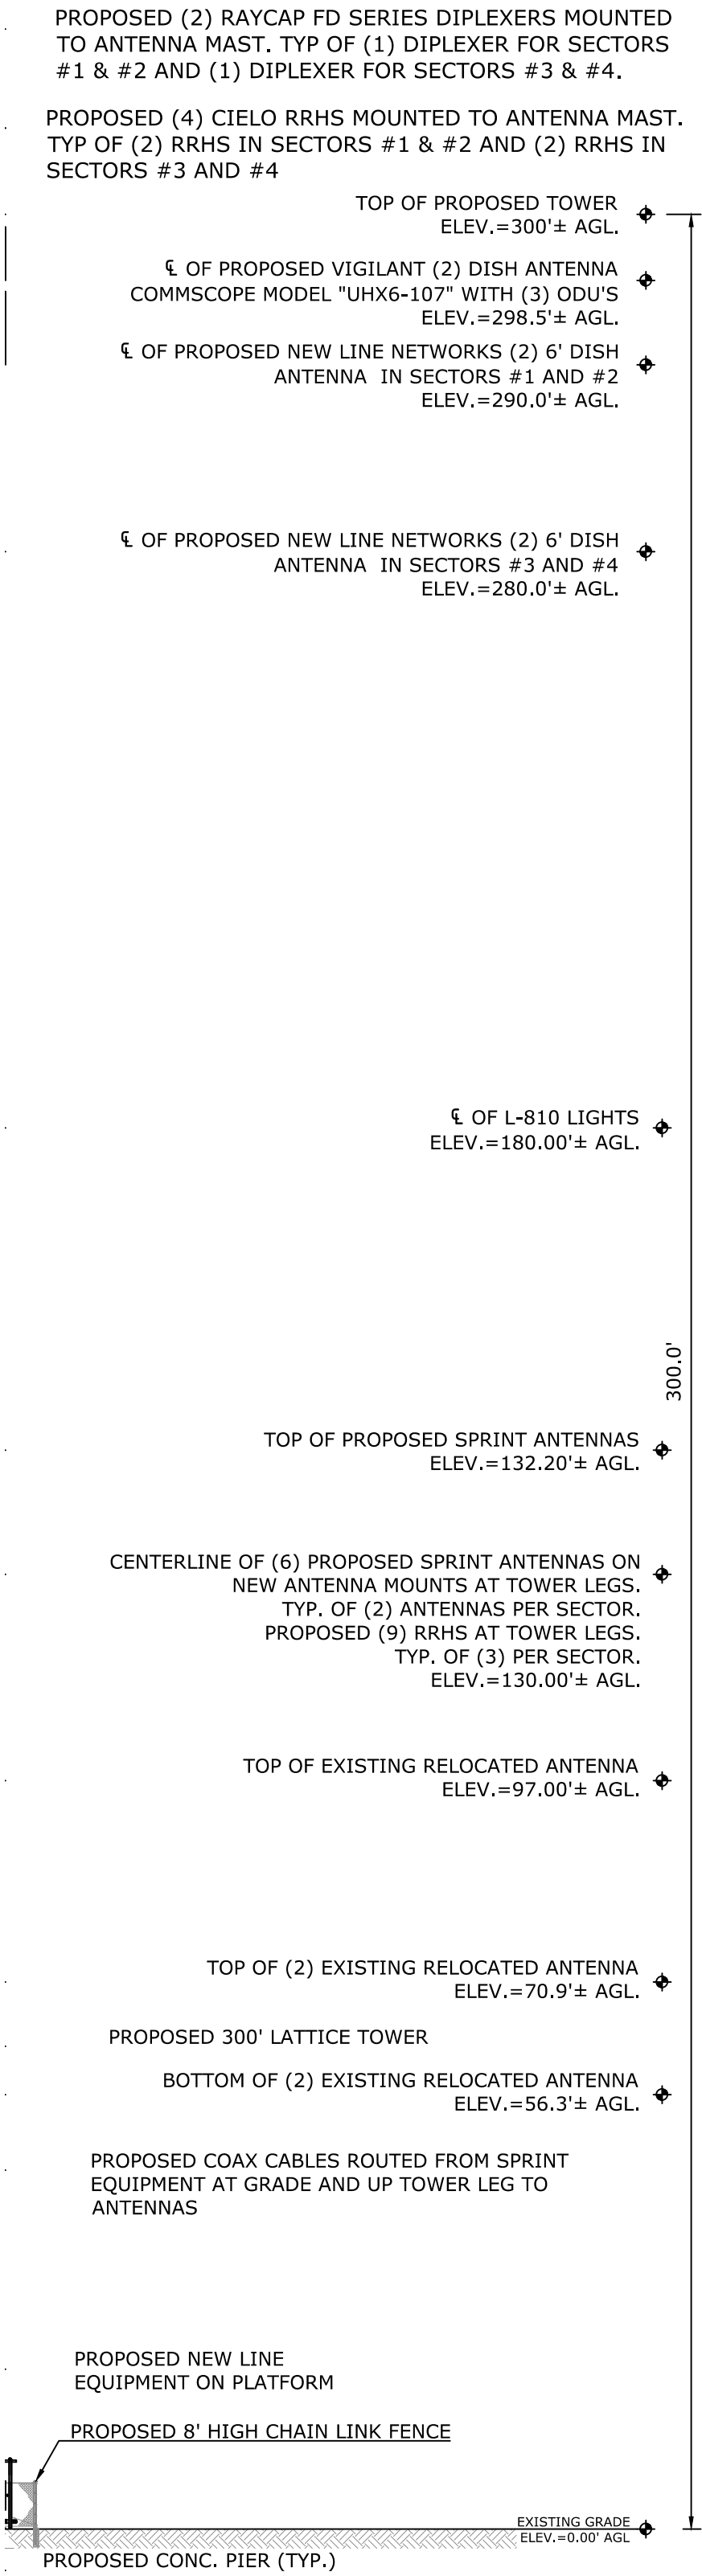 PROPOSED (2) RAYCAP FD SERIES DIPLEXERS MOUNTED
TO ANTENNA MAST. TYP OF (1) DIPLEXER FOR SECTORS
#1 & #2 AND (1) DIPLEXER FOR SECTORS #3 & #4.
PROPOSED (4) CIELO RRHS MOUNTED TO ANTENNA MAST.
TYP OF (2) RRHS IN SECTORS #1 & #2 AND (2) RRHS IN
SECTORS #3 AND #4
TOP OF PROPOSED TOWER
ELEV.=300'± AGL.
℄ OF PROPOSED VIGILANT (2) DISH ANTENNA
COMMSCOPE MODEL "UHX6-107" WITH (3) ODU'S
ELEV.=298.5'± AGL.
℄ OF PROPOSED NEW LINE NETWORKS (2) 6' DISH
ANTENNA IN SECTORS #1 AND #2
ELEV.=290.0'± AGL.
℄ OF PROPOSED NEW LINE NETWORKS (2) 6' DISH
ANTENNA IN SECTORS #3 AND #4
ELEV.=280.0'± AGL.
℄ OF L-810 LIGHTS
ELEV.=180.00'± AGL.
300.0'
TOP OF PROPOSED SPRINT ANTENNAS
ELEV.=132.20'± AGL.
CENTERLINE OF (6) PROPOSED SPRINT ANTENNAS ON
NEW ANTENNA MOUNTS AT TOWER LEGS.
TYP. OF (2) ANTENNAS PER SECTOR.
PROPOSED (9) RRHS AT TOWER LEGS.
TYP. OF (3) PER SECTOR.
ELEV.=130.00'± AGL.
TOP OF EXISTING RELOCATED ANTENNA
ELEV.=97.00'± AGL.
TOP OF (2) EXISTING RELOCATED ANTENNA
ELEV.=70.9'± AGL.
PROPOSED 300' LATTICE TOWER
BOTTOM OF (2) EXISTING RELOCATED ANTENNA
ELEV.=56.3'± AGL.
PROPOSED COAX CABLES ROUTED FROM SPRINT
EQUIPMENT AT GRADE AND UP TOWER LEG TO
ANTENNAS
PROPOSED NEW LINE
EQUIPMENT ON PLATFORM
PROPOSED 8' HIGH CHAIN LINK FENCE
EXISTING GRADE
ELEV.=0.00' AGL
PROPOSED CONC. PIER (TYP.)